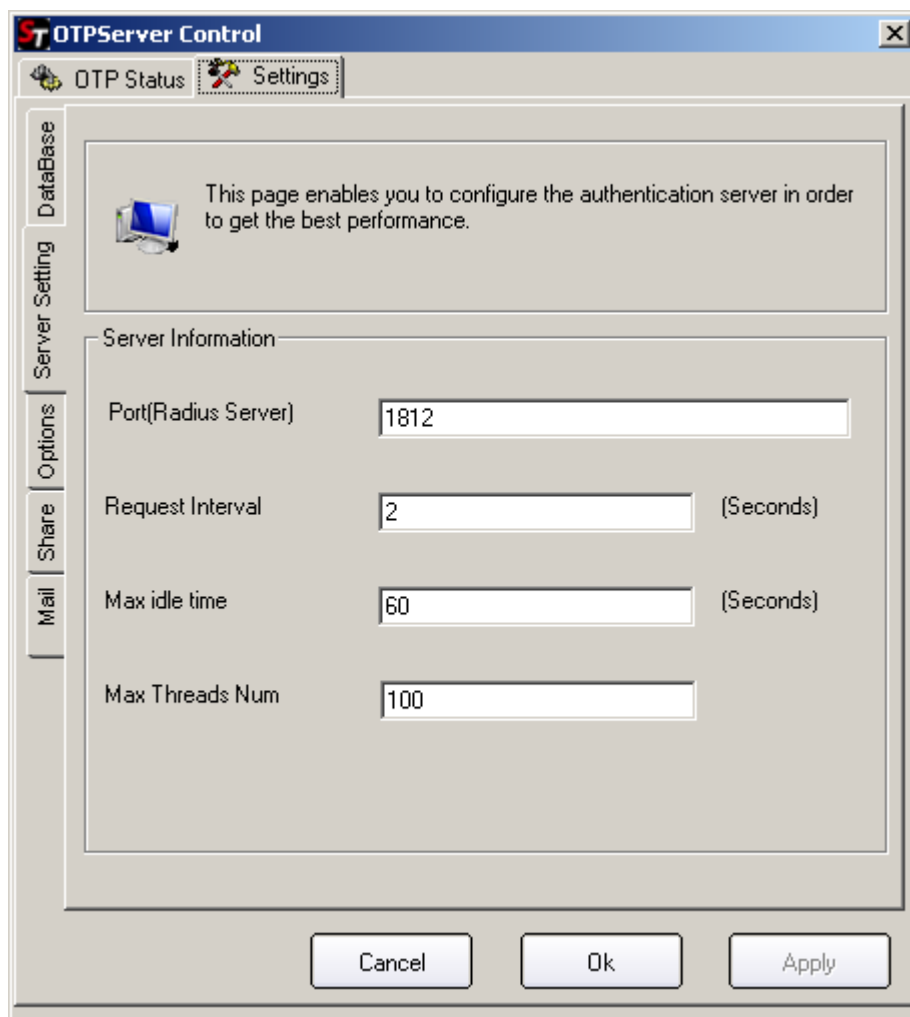 ST OTPServer Control
OTP Status
Settings
DataBase
Server Setting
Options
Share
Mail
This page enables you to configure the authentication server in order
to get the best performance.
Server Information
Port(Radius Server)
1812
Request Interval
2
(Seconds)
Max idle time
60
(Seconds)
Max Threads Num
100
Cancel
Ok
Apply